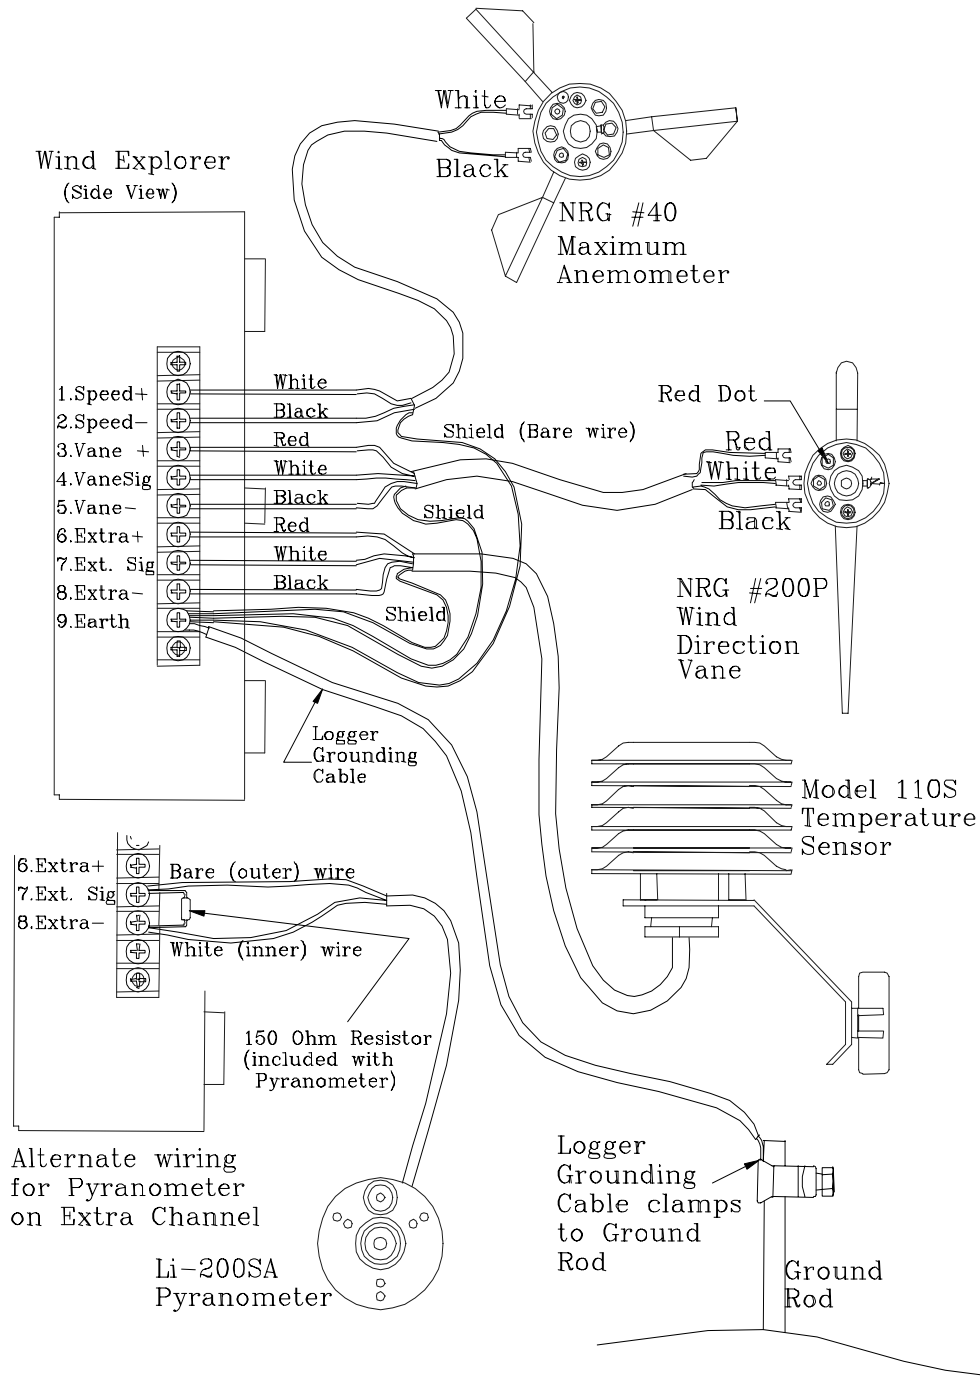 White
Black
NRG #40
Maximum
Anemometer
Wind Explorer
(Side View)
1.Speed+
2.Speed-
3.Vane +
4.VaneSig
5.Vane-
6.Extra+
7.Ext. Sig
8.Extra-
9.Earth
White
Black
Red
White
Black
Red
White
Black
Shield (Bare wire)
Shield
Shield
Red Dot
Red
White
Black
N
NRG #200P
Wind
Direction
Vane
Logger
Grounding
Cable
Model 110S
Temperature
Sensor
6.Extra+
7.Ext. Sig
8.Extra-
Bare (outer) wire
White (inner) wire
150 Ohm Resistor
(included with
Pyranometer)
Alternate wiring
for Pyranometer
on Extra Channel
Li-200SA
Pyranometer
Logger
Grounding
Cable clamps
to Ground
Rod
Ground
Rod